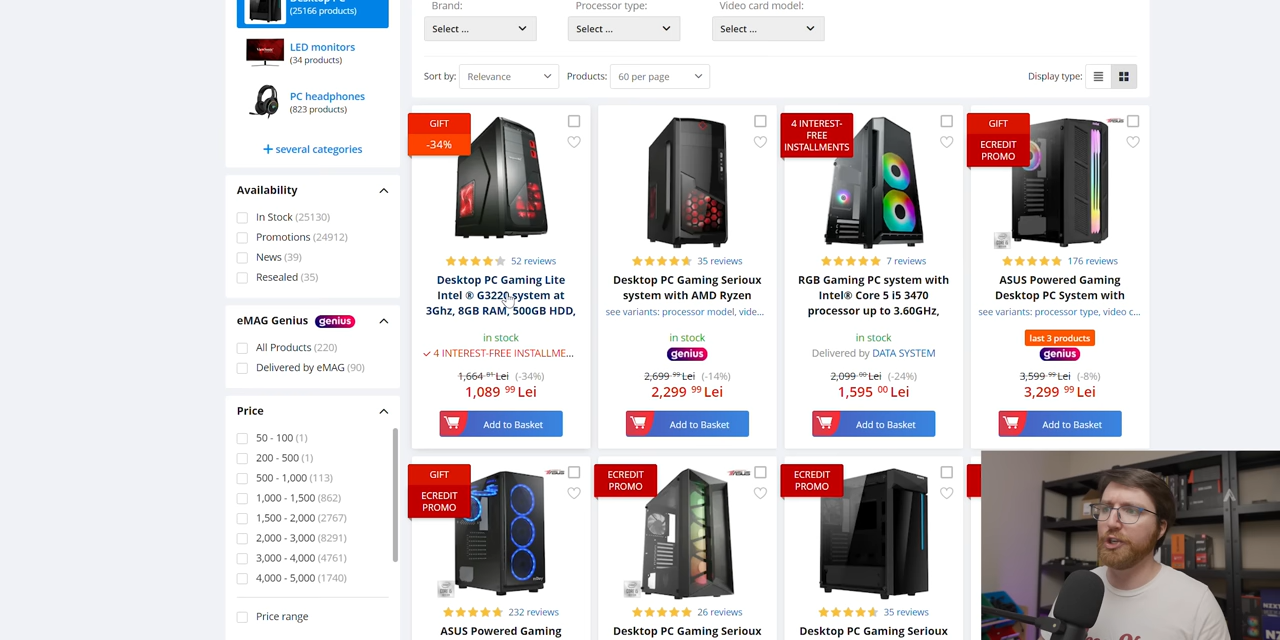 Desktop PC
(25166 products)
LED monitors
(34 products)
PC headphones
(823 products)
+ several categories
Availability
In Stock (25130)
Promotions (24912)
News (39)
Resealed (35)
eMAG Genius genius
All Products (220)
Delivered by eMAG (90)
Price
50 - 100 (1)
200 - 500 (1)
500 - 1,000 (113)
1,000 - 1,500 (862)
1,500 - 2,000 (2767)
2,000 - 3,000 (8291)
3,000 - 4,000 (4761)
4,000 - 5,000 (1740)
Price range
Brand: Processor type: Video card model:
Select ... Select ... Select ...
Sort by: Relevance Products: 60 per page Display type:
GIFT
-34%
52 reviews
Desktop PC Gaming Lite
Intel ® G3220 system at
3Ghz, 8GB RAM, 500GB HDD,
in stock
4 INTEREST-FREE INSTALLME...
1,664 91 Lei (-34%)
1,089 99 Lei
Add to Basket
35 reviews
Desktop PC Gaming Serioux
system with AMD Ryzen
see variants: processor model, vide...
in stock
genius
2,699 99 Lei (-14%)
2,299 99 Lei
Add to Basket
4 INTEREST-
FREE
INSTALLMENTS
7 reviews
RGB Gaming PC system with
Intel® Core 5 i5 3470
processor up to 3.60GHz,
in stock
Delivered by DATA SYSTEM
2,099 00 Lei (-24%)
1,595 00 Lei
Add to Basket
GIFT
ECREDIT
PROMO
176 reviews
ASUS Powered Gaming
Desktop PC System with
see variants: processor type, video c...
last 3 products
genius
3,599 99 Lei (-8%)
3,299 99 Lei
Add to Basket
GIFT
ECREDIT
PROMO
232 reviews
ASUS Powered Gaming
ECREDIT
PROMO
26 reviews
Desktop PC Gaming Serioux
ECREDIT
PROMO
35 reviews
Desktop PC Gaming Serioux